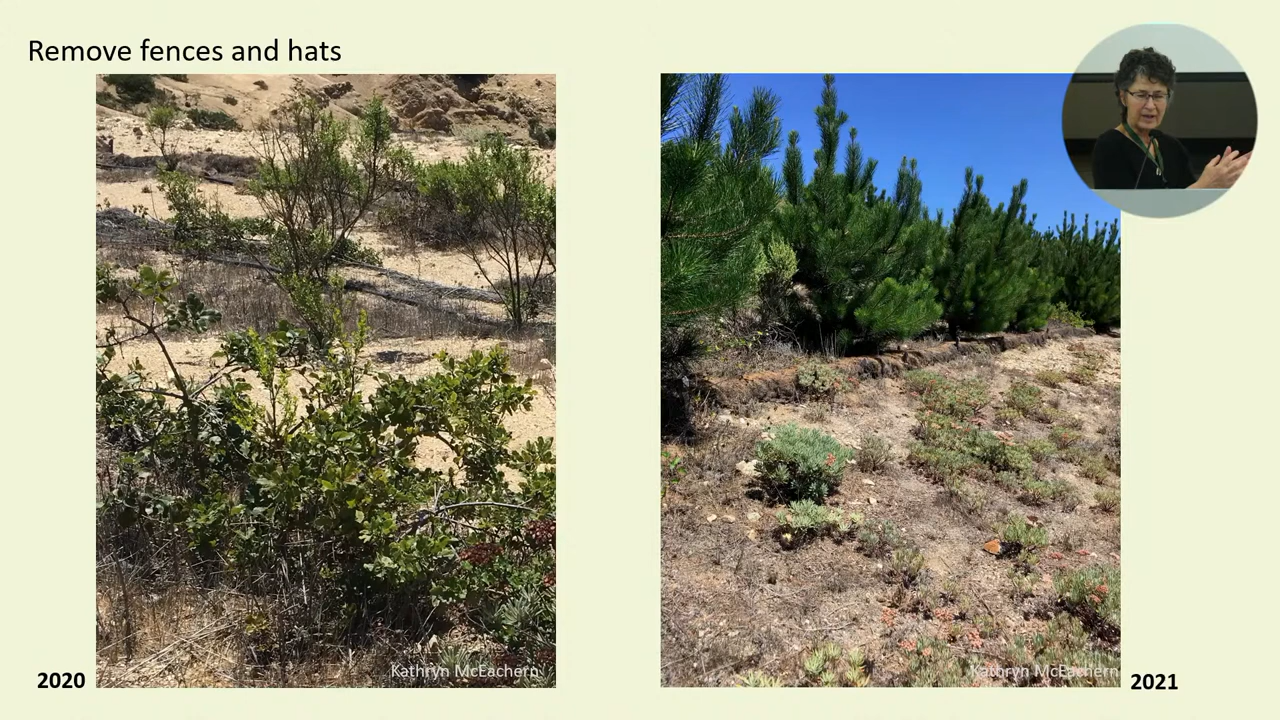 Remove fences and hats
Kathryn McEachern
2020
Kathryn McEachern
2021